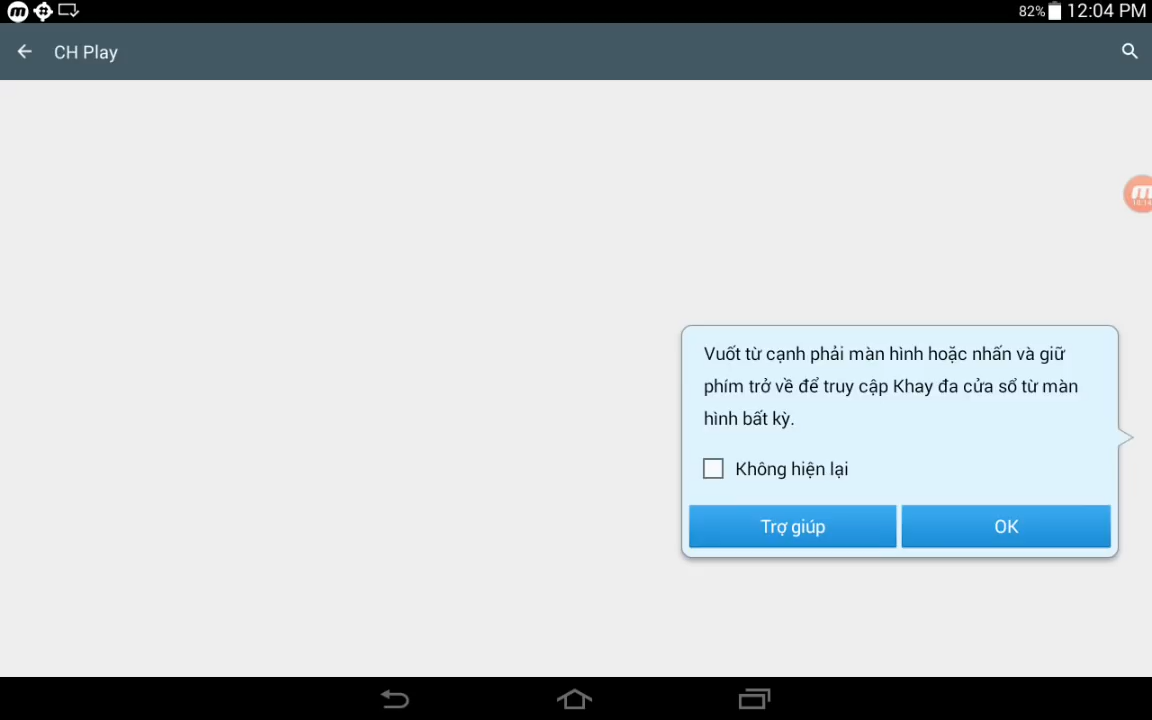 82% 12:04 PM
CH Play
Vuốt từ cạnh phải màn hình hoặc nhấn và giữ
phím trở về để truy cập Khay đa cửa sổ từ màn
hình bất kỳ.
Không hiện lại
Trợ giúp OK